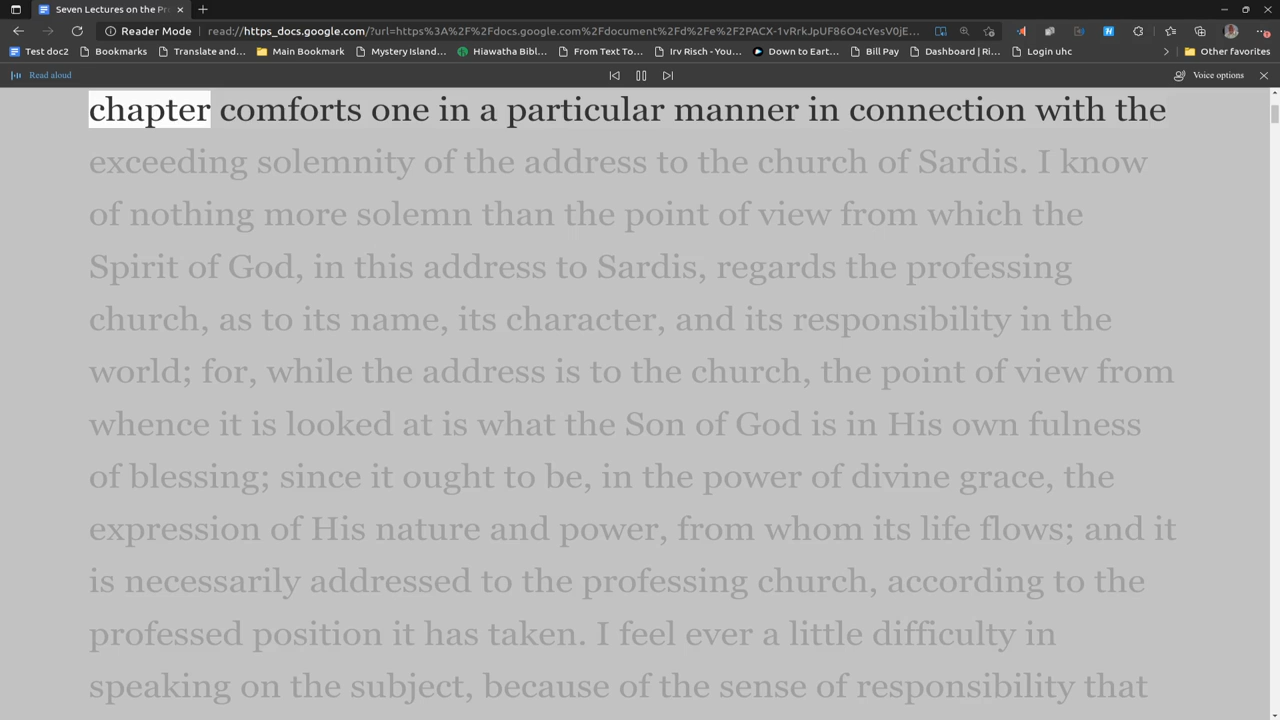 Seven Lectures on the Pr
Reader Mode
read://https_docs.google.com/?url=https%3A%2F%2Fdocs.google.com%2Fdocument%2Fd%2Fe%2F2PACX-1vRrkJpUF86O4cYesV0jE...
Test doc2
Bookmarks
Translate and...
Main Bookmark
Mystery Island...
Hiawatha Bibl...
From Text To...
Irv Risch - You...
Down to Eart...
Bill Pay
Dashboard | Ri...
Login uhc
Other favorites
Read aloud
Voice options
chapter comforts one in a particular manner in connection with the
exceeding solemnity of the address to the church of Sardis. I know
of nothing more solemn than the point of view from which the
Spirit of God, in this address to Sardis, regards the professing
church, as to its name, its character, and its responsibility in the
world; for, while the address is to the church, the point of view from
whence it is looked at is what the Son of God is in His own fulness
of blessing; since it ought to be, in the power of divine grace, the
expression of His nature and power, from whom its life flows; and it
is necessarily addressed to the professing church, according to the
professed position it has taken. I feel ever a little difficulty in
speaking on the subject, because of the sense of responsibility that